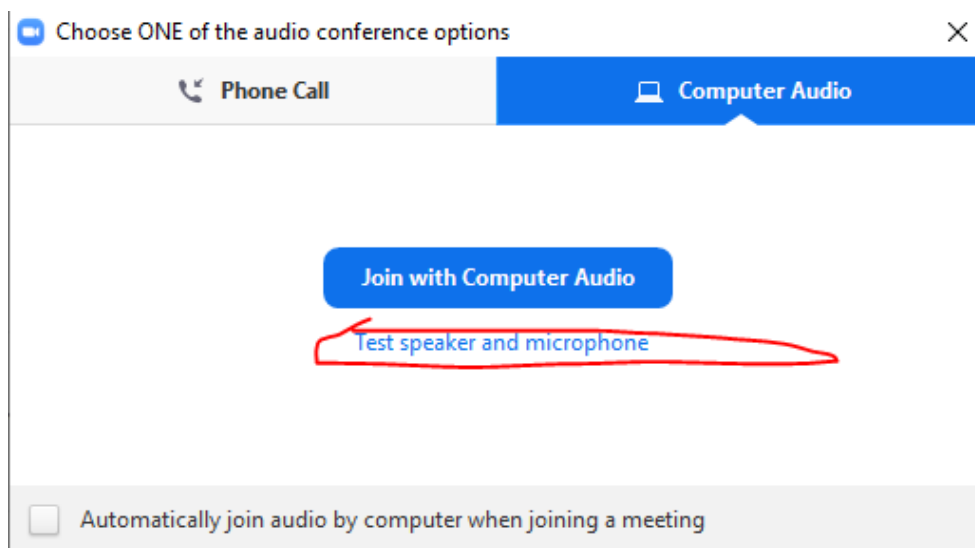 Choose ONE of the audio conference options
Phone Call
Computer Audio
Join with Computer Audio
Test speaker and microphone
Automatically join audio by computer when joining a meeting